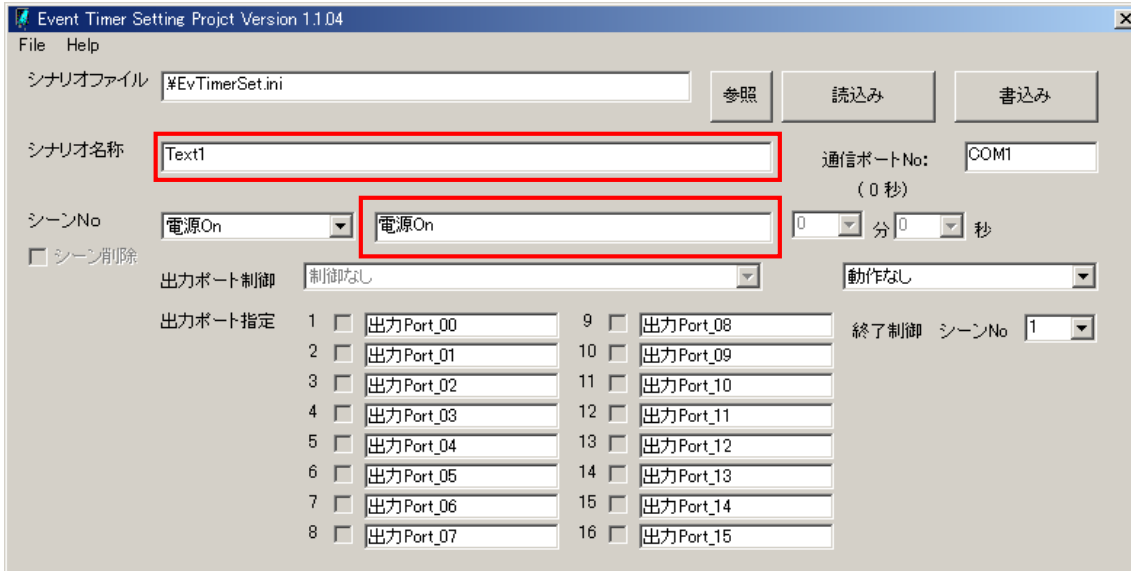 Event Timer Setting Projct Version 1.1.04
File Help
シナリオファイル .¥EvTimerSet.ini 参照 読込み 書込み
シナリオ名称 Text1 通信ポートNo: COM1
(0 秒)
シーンNo 電源On 電源On 0 分 0 秒
シーン削除
出力ポート制御 制御なし 動作なし
出力ポート指定 1 出力Port_00 9 出力Port_08 終了制御 シーンNo 1
2 出力Port_01 10 出力Port_09
3 出力Port_02 11 出力Port_10
4 出力Port_03 12 出力Port_11
5 出力Port_04 13 出力Port_12
6 出力Port_05 14 出力Port_13
7 出力Port_06 15 出力Port_14
8 出力Port_07 16 出力Port_15